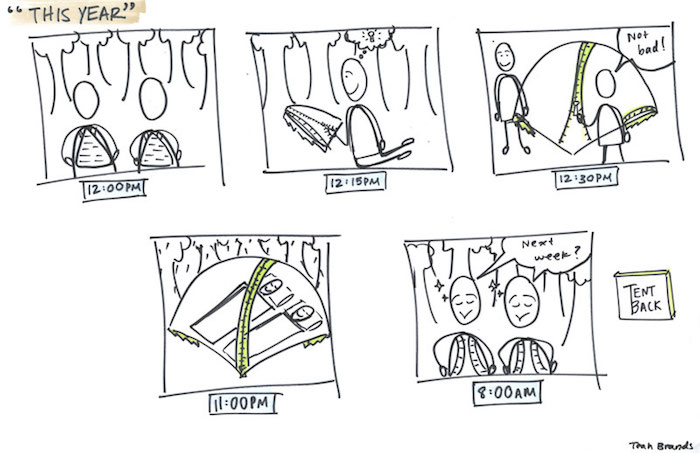 "THIS YEAR"
Not
bad!
12:00PM
12:15PM
12:30PM
Next
week?
TENT
BACK
11:00PM
8:00AM